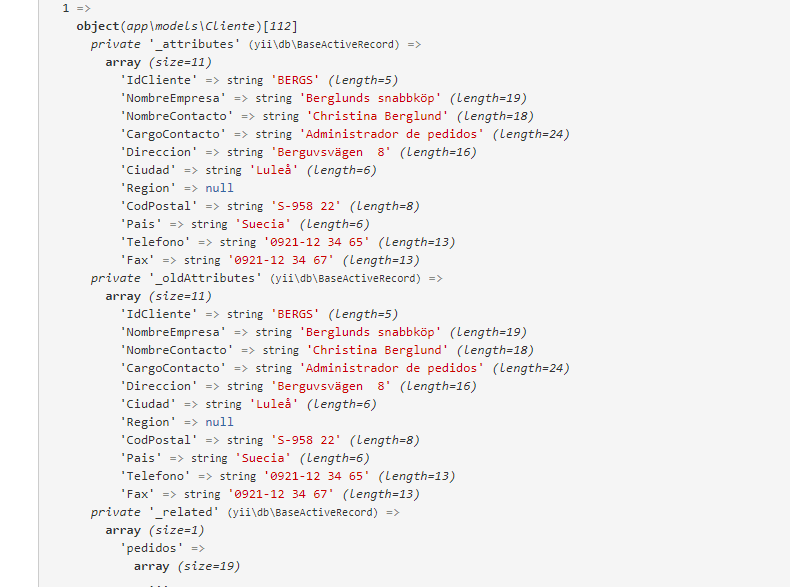 1 =>
object(app\models\Cliente)[112]
private '_attributes' (yii\db\BaseActiveRecord) =>
array (size=11)
'IdCliente' => string 'BERGS' (length=5)
'NombreEmpresa' => string 'Berglunds snabbköp' (length=19)
'NombreContacto' => string 'Christina Berglund' (length=18)
'CargoContacto' => string 'Administrador de pedidos' (length=24)
'Direccion' => string 'Berguvsvägen  8' (length=16)
'Ciudad' => string 'Luleå' (length=6)
'Region' => null
'CodPostal' => string 'S-958 22' (length=8)
'Pais' => string 'Suecia' (length=6)
'Telefono' => string '0921-12 34 65' (length=13)
'Fax' => string '0921-12 34 67' (length=13)
private '_oldAttributes' (yii\db\BaseActiveRecord) =>
array (size=11)
'IdCliente' => string 'BERGS' (length=5)
'NombreEmpresa' => string 'Berglunds snabbköp' (length=19)
'NombreContacto' => string 'Christina Berglund' (length=18)
'CargoContacto' => string 'Administrador de pedidos' (length=24)
'Direccion' => string 'Berguvsvägen  8' (length=16)
'Ciudad' => string 'Luleå' (length=6)
'Region' => null
'CodPostal' => string 'S-958 22' (length=8)
'Pais' => string 'Suecia' (length=6)
'Telefono' => string '0921-12 34 65' (length=13)
'Fax' => string '0921-12 34 67' (length=13)
private '_related' (yii\db\BaseActiveRecord) =>
array (size=1)
'pedidos' =>
array (size=19)
...